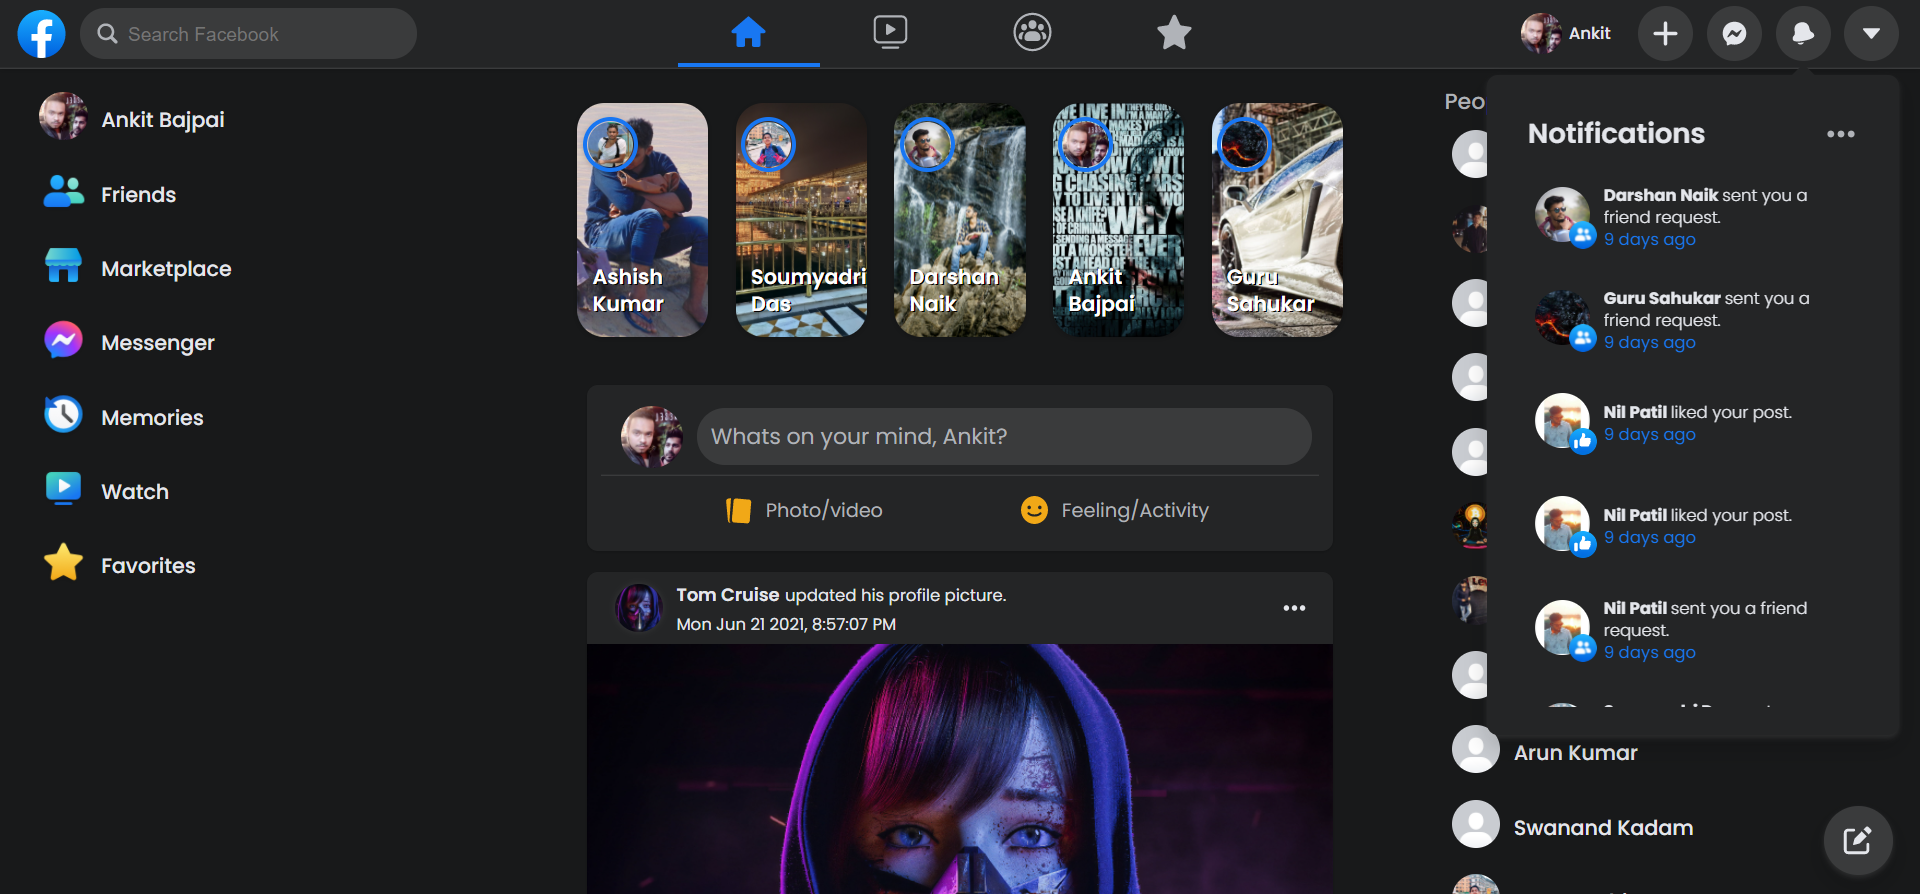 Search Facebook
Ankit
Ankit Bajpai
Friends
Marketplace
Messenger
Memories
Watch
Favorites
Ashish
Kumar
Soumyadri
Das
Darshan
Naik
Ankit
Bajpai
Guru
Sahukar
Whats on your mind, Ankit?
Photo/video
Feeling/Activity
Tom Cruise updated his profile picture.
Mon Jun 21 2021, 8:57:07 PM
Peo
Notifications
Darshan Naik sent you a
friend request.
9 days ago
Guru Sahukar sent you a
friend request.
9 days ago
Nil Patil liked your post.
9 days ago
Nil Patil liked your post.
9 days ago
Nil Patil sent you a friend
request.
9 days ago
Arun Kumar
Swanand Kadam